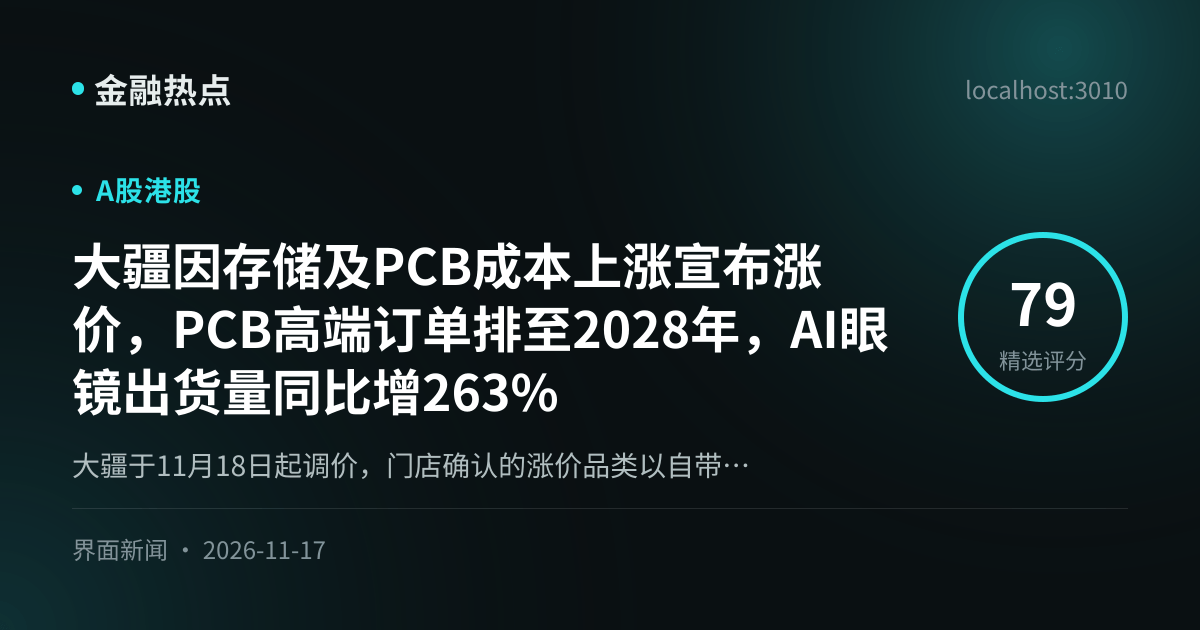 金融热点
localhost:3010
A股港股
大疆因存储及PCB成本上涨宣布涨
价，PCB高端订单排至2028年，AI眼
镜出货量同比增263%
79
精选评分
大疆于11月18日起调价，门店确认的涨价品类以自带…
界面新闻 · 2026-11-17